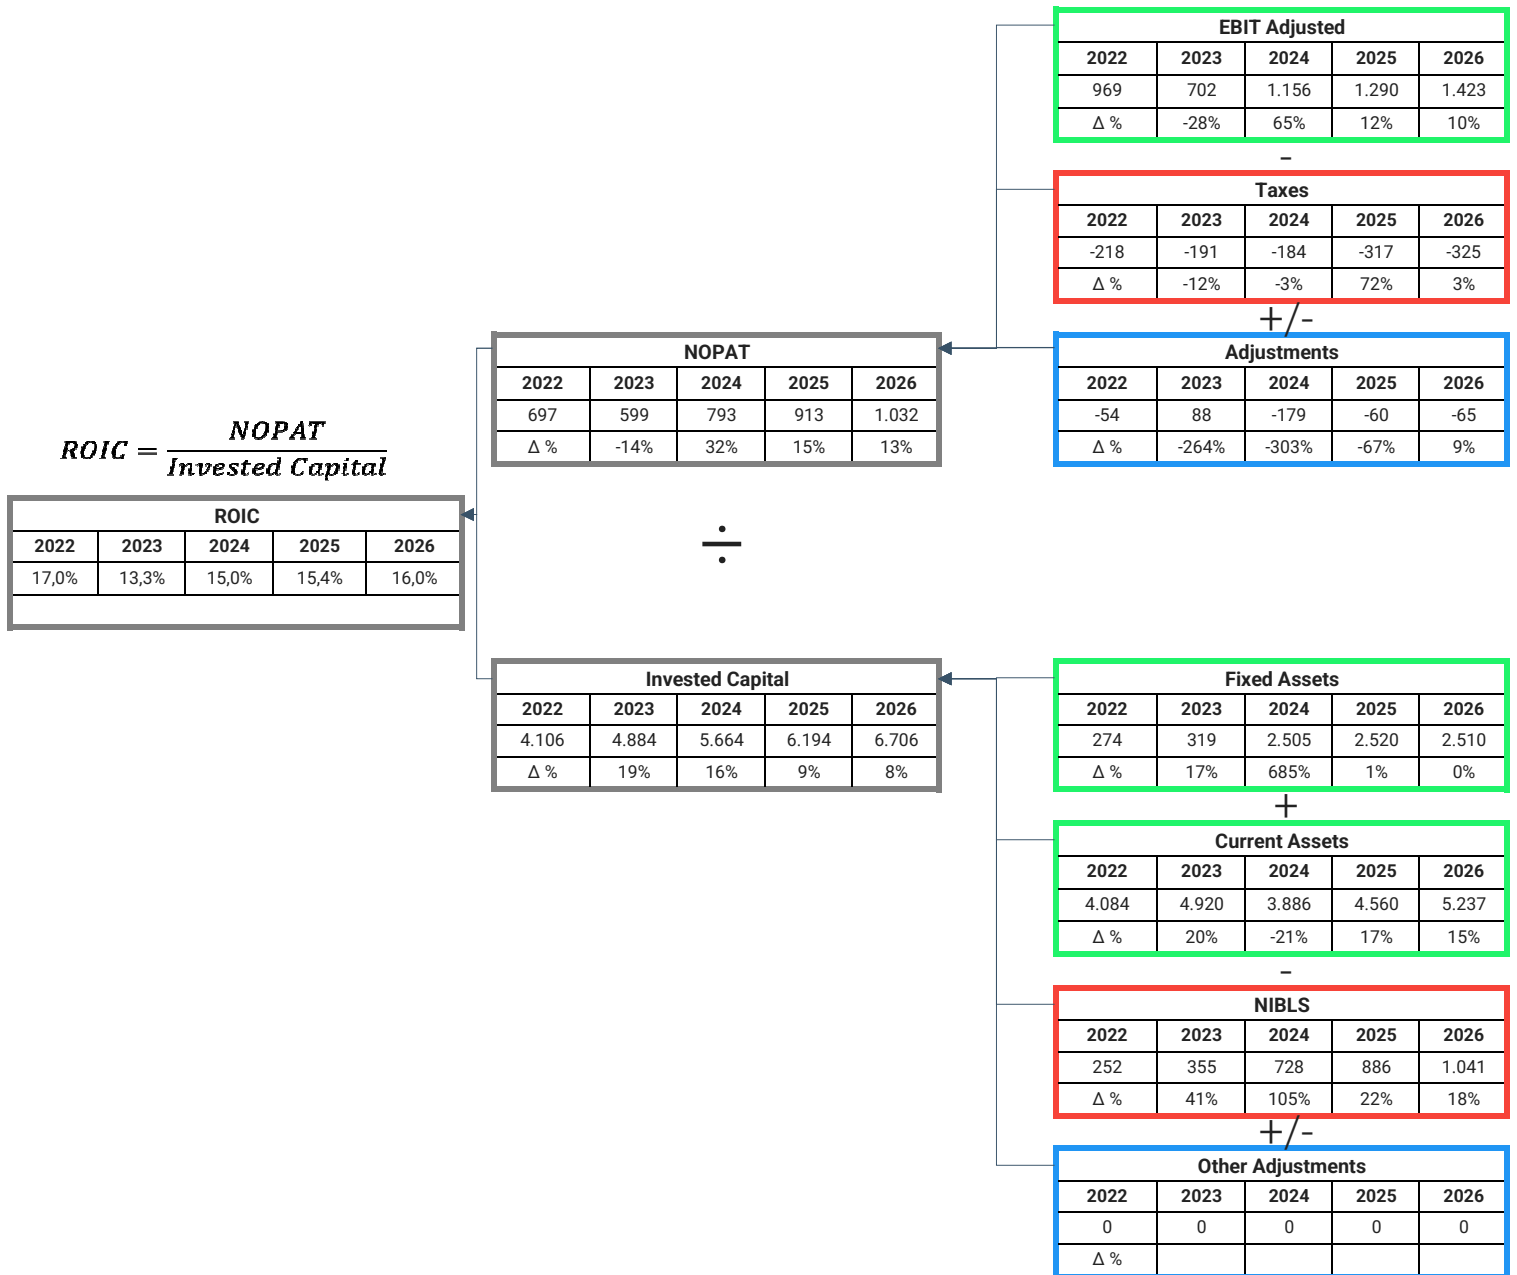 EBIT Adjusted
2022 2023 2024 2025 2026
969 702 1.156 1.290 1.423
Δ % -28% 65% 12% 10%
-
Taxes
2022 2023 2024 2025 2026
-218 -191 -184 -317 -325
Δ % -12% -3% 72% 3%
+/-
Adjustments
2022 2023 2024 2025 2026
-54 88 -179 -60 -65
Δ % -264% -303% -67% 9%
NOPAT
2022 2023 2024 2025 2026
697 599 793 913 1.032
Δ % -14% 32% 15% 13%
ROIC = NOPAT
Invested Capital
ROIC
2022 2023 2024 2025 2026
17,0% 13,3% 15,0% 15,4% 16,0%
÷
Invested Capital
2022 2023 2024 2025 2026
4.106 4.884 5.664 6.194 6.706
Δ % 19% 16% 9% 8%
Fixed Assets
2022 2023 2024 2025 2026
274 319 2.505 2.520 2.510
Δ % 17% 685% 1% 0%
+
Current Assets
2022 2023 2024 2025 2026
4.084 4.920 3.886 4.560 5.237
Δ % 20% -21% 17% 15%
-
NIBLS
2022 2023 2024 2025 2026
252 355 728 886 1.041
Δ % 41% 105% 22% 18%
+/-
Other Adjustments
2022 2023 2024 2025 2026
0 0 0 0 0
Δ %